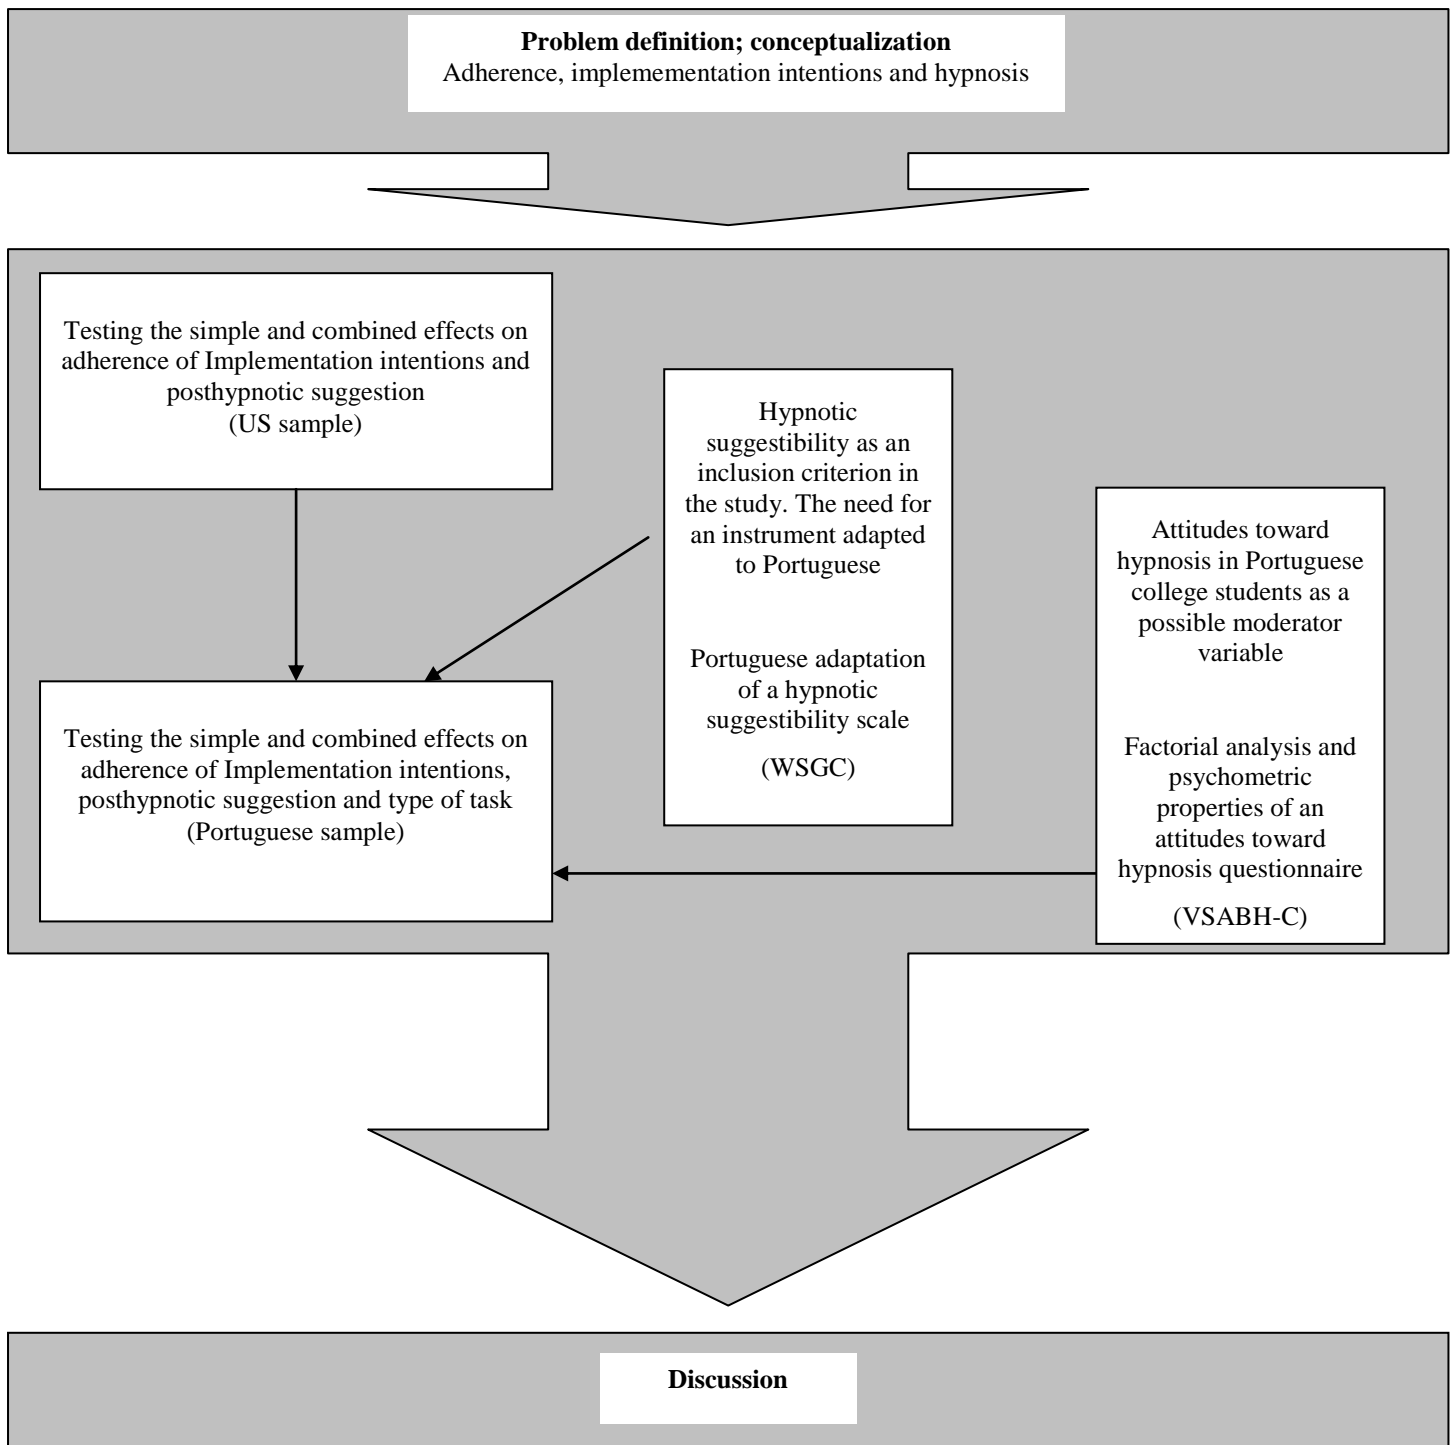 Problem definition; conceptualization
Adherence, implemementation intentions and hypnosis
Testing the simple and combined effects on
adherence of Implementation intentions and
posthypnotic suggestion
(US sample)
Hypnotic
suggestibility as an
inclusion criterion in
the study. The need for
an instrument adapted
to Portuguese
Portuguese adaptation
of a hypnotic
suggestibility scale
(WSGC)
Attitudes toward
hypnosis in Portuguese
college students as a
possible moderator
variable
Factorial analysis and
psychometric
properties of an
attitudes toward
hypnosis questionnaire
(VSABH-C)
Testing the simple and combined effects on
adherence of Implementation intentions,
posthypnotic suggestion and type of task
(Portuguese sample)
Discussion